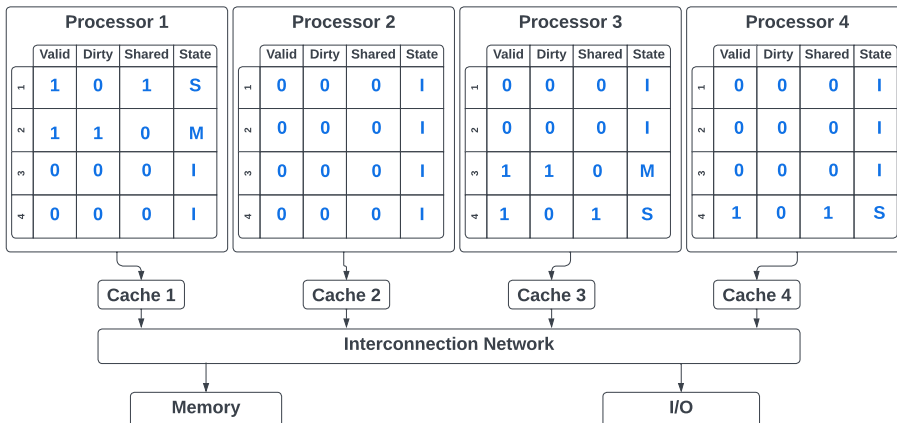 Processor 1
Valid Dirty Shared State
1 1 0 1 S
2 1 1 0 M
3 0 0 0 I
4 0 0 0 I
Processor 2
Valid Dirty Shared State
1 0 0 0 I
2 0 0 0 I
3 0 0 0 I
4 0 0 0 I
Processor 3
Valid Dirty Shared State
1 0 0 0 I
2 0 0 0 I
3 1 1 0 M
4 1 0 1 S
Processor 4
Valid Dirty Shared State
1 0 0 0 I
2 0 0 0 I
3 0 0 0 I
4 1 0 1 S
Cache 1
Cache 2
Cache 3
Cache 4
Interconnection Network
Memory
I/O